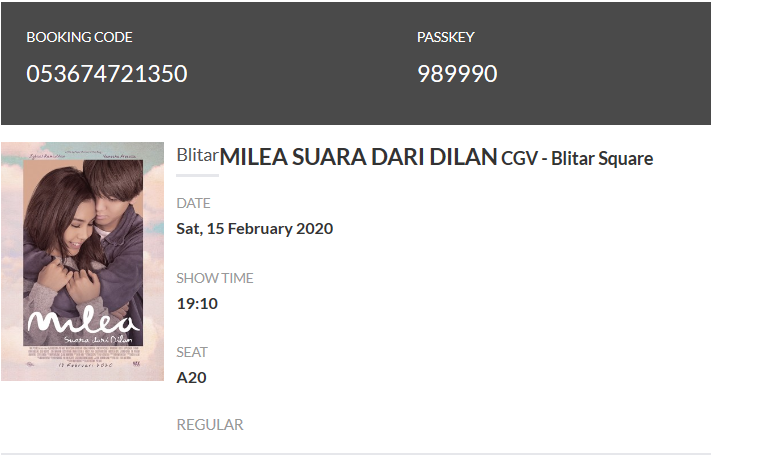 BOOKING CODE
PASSKEY
053674721350
989990
Blitar MILEA SUARA DARI DILAN CGV - Blitar Square
DATE
Sat, 15 February 2020
SHOW TIME
19:10
SEAT
A20
REGULAR
milea
Suara dari Dilan
13 Februari 2020